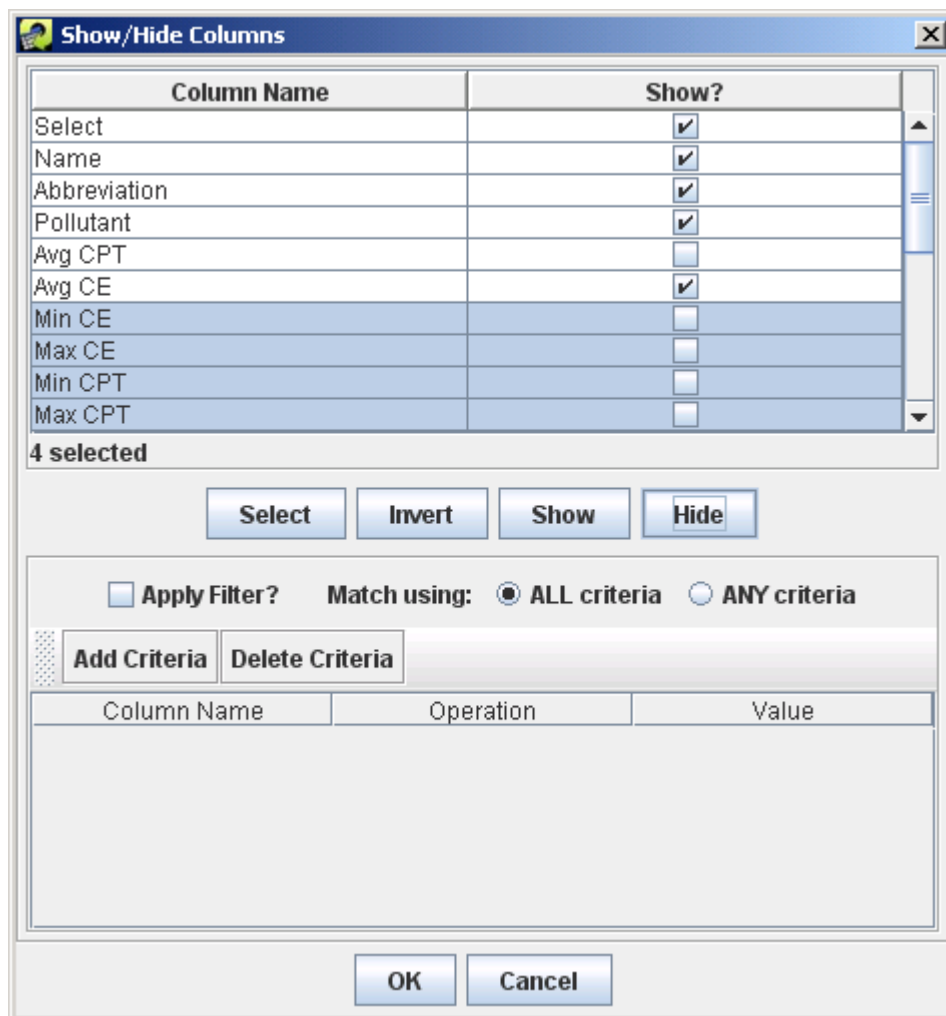 Show/Hide Columns
Column Name Show?
Select
Name
Abbreviation
Pollutant
Avg CPT
Avg CE
Min CE
Max CE
Min CPT
Max CPT
4 selected
Select Invert Show Hide
Apply Filter? Match using: ALL criteria ANY criteria
Add Criteria Delete Criteria
Column Name Operation Value
OK Cancel